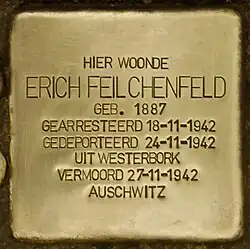 HIER WOONDE
ERICH FEILCHENFELD
GEB. 1887
GEARRESTEERD 18-11-1942
GEDEPORTEERD 24-11-1942
UIT WESTERBORK
VERMOORD 27-11-1942
AUSCHWITZ